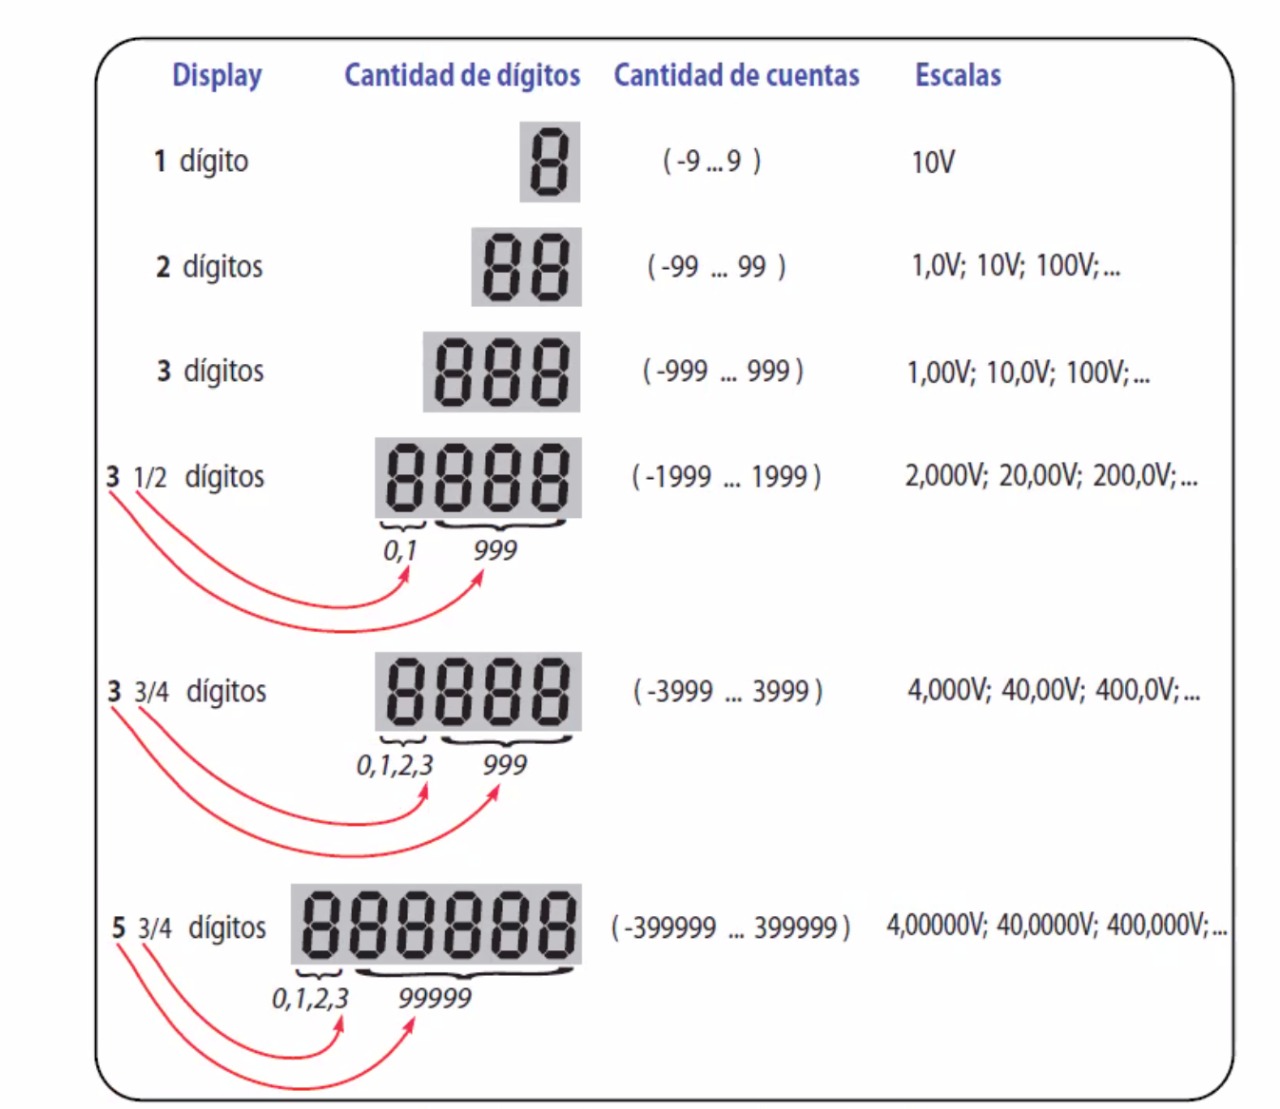 Display Cantidad de dígitos Cantidad de cuentas Escalas
1 dígito 8 ( -9 ... 9 ) 10V
2 dígitos 88 ( -99 ... 99 ) 1,0V; 10V; 100V;...
3 dígitos 888 ( -999 ... 999 ) 1,00V; 10,0V; 100V;...
3 1/2 dígitos 8888 ( -1999 ... 1999 ) 2,000V; 20,00V; 200,0V;...
0,1 999
3 3/4 dígitos 8888 ( -3999 ... 3999 ) 4,000V; 40,00V; 400,0V;...
0,1,2,3 999
5 3/4 dígitos 888888 ( -399999 ... 399999 ) 4,00000V; 40,0000V; 400,000V;...
0,1,2,3 99999